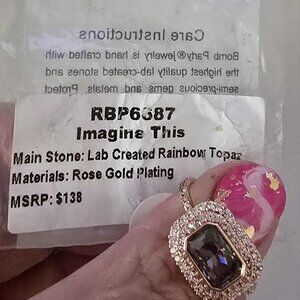 Care Instructions
Bomb Party® jewelry is hand crafted with
the highest quality lab-created stones and
semi-precious gems and metals. Protect
RBP6587
Imagine This
Main Stone: Lab Created Rainbow Topaz
Materials: Rose Gold Plating
MSRP: $138